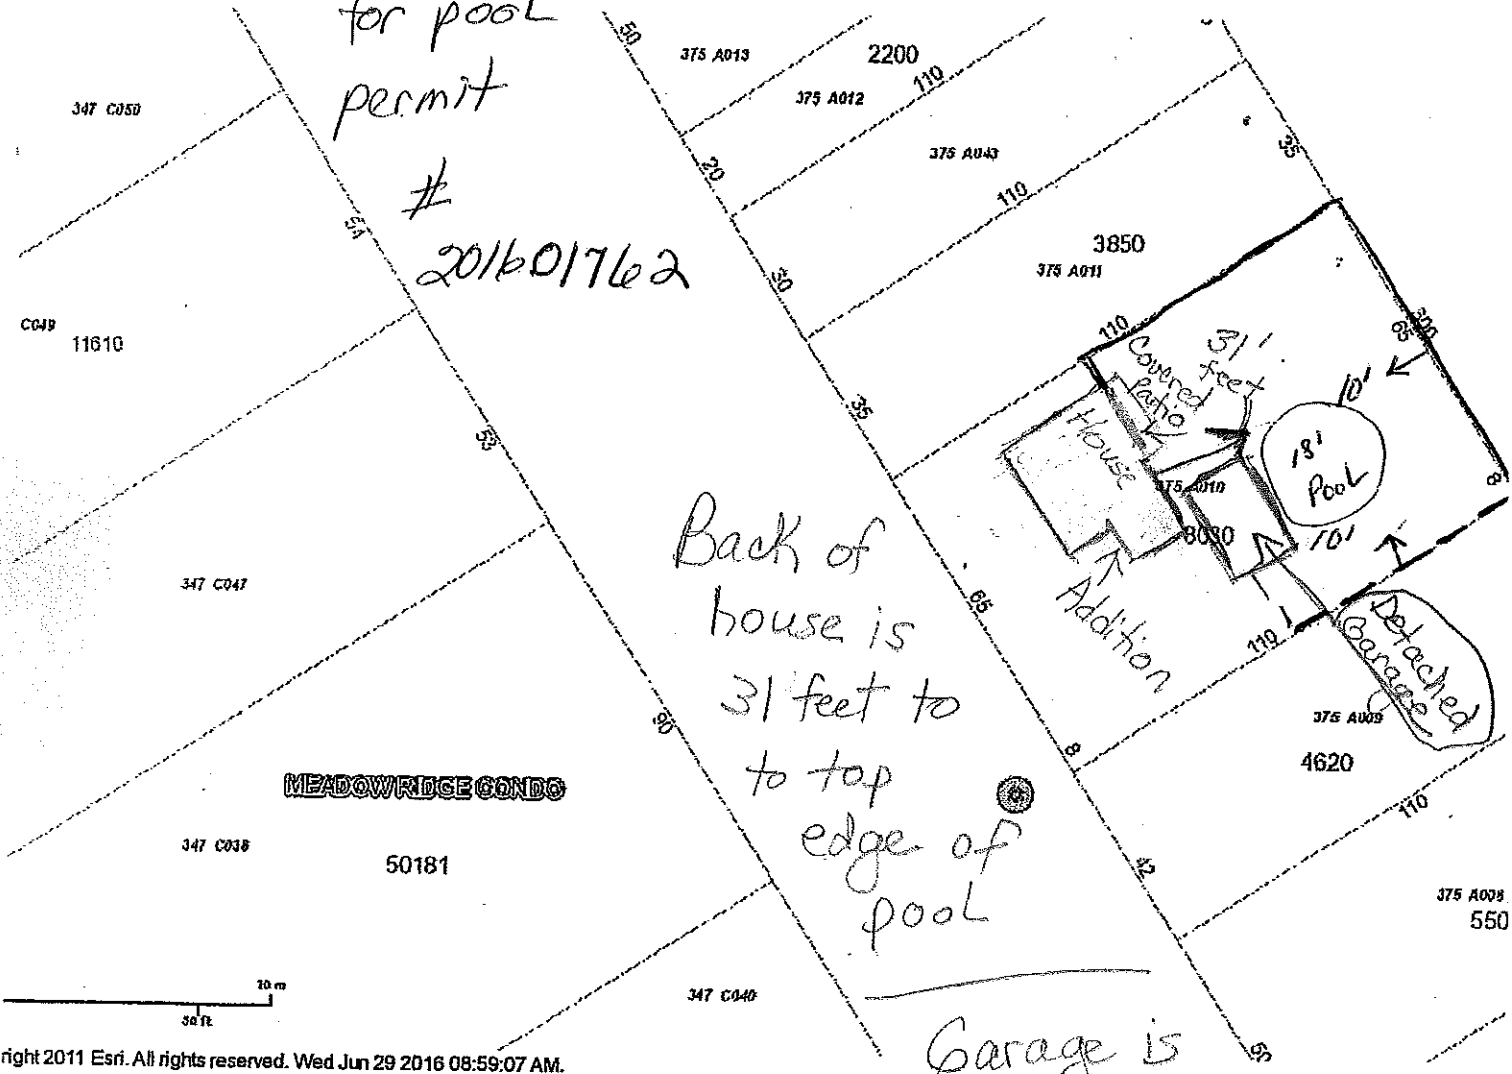 for pool
permit
#
201601762
50
375 A013
2200
110
375 A012
347 C050
20
375 A043
35
110
54
3850
375 A011
30
C049
11610
110
Covered
Patio
31'
feet
300
65
10'
35
House
18'
Pool
53
375 A010
8030
8
10'
Back of
house is
31 feet to
to top
edge of
pool
347 C047
65
Addition
110
Detached
Garage
375 A009
90
8
4620
MEADOWRIDGE CONDO
110
347 C038
50181
42
375 A008
550
10 m
50 ft
347 C040
Garage is
right 2011 Esri. All rights reserved. Wed Jun 29 2016 08:59:07 AM.